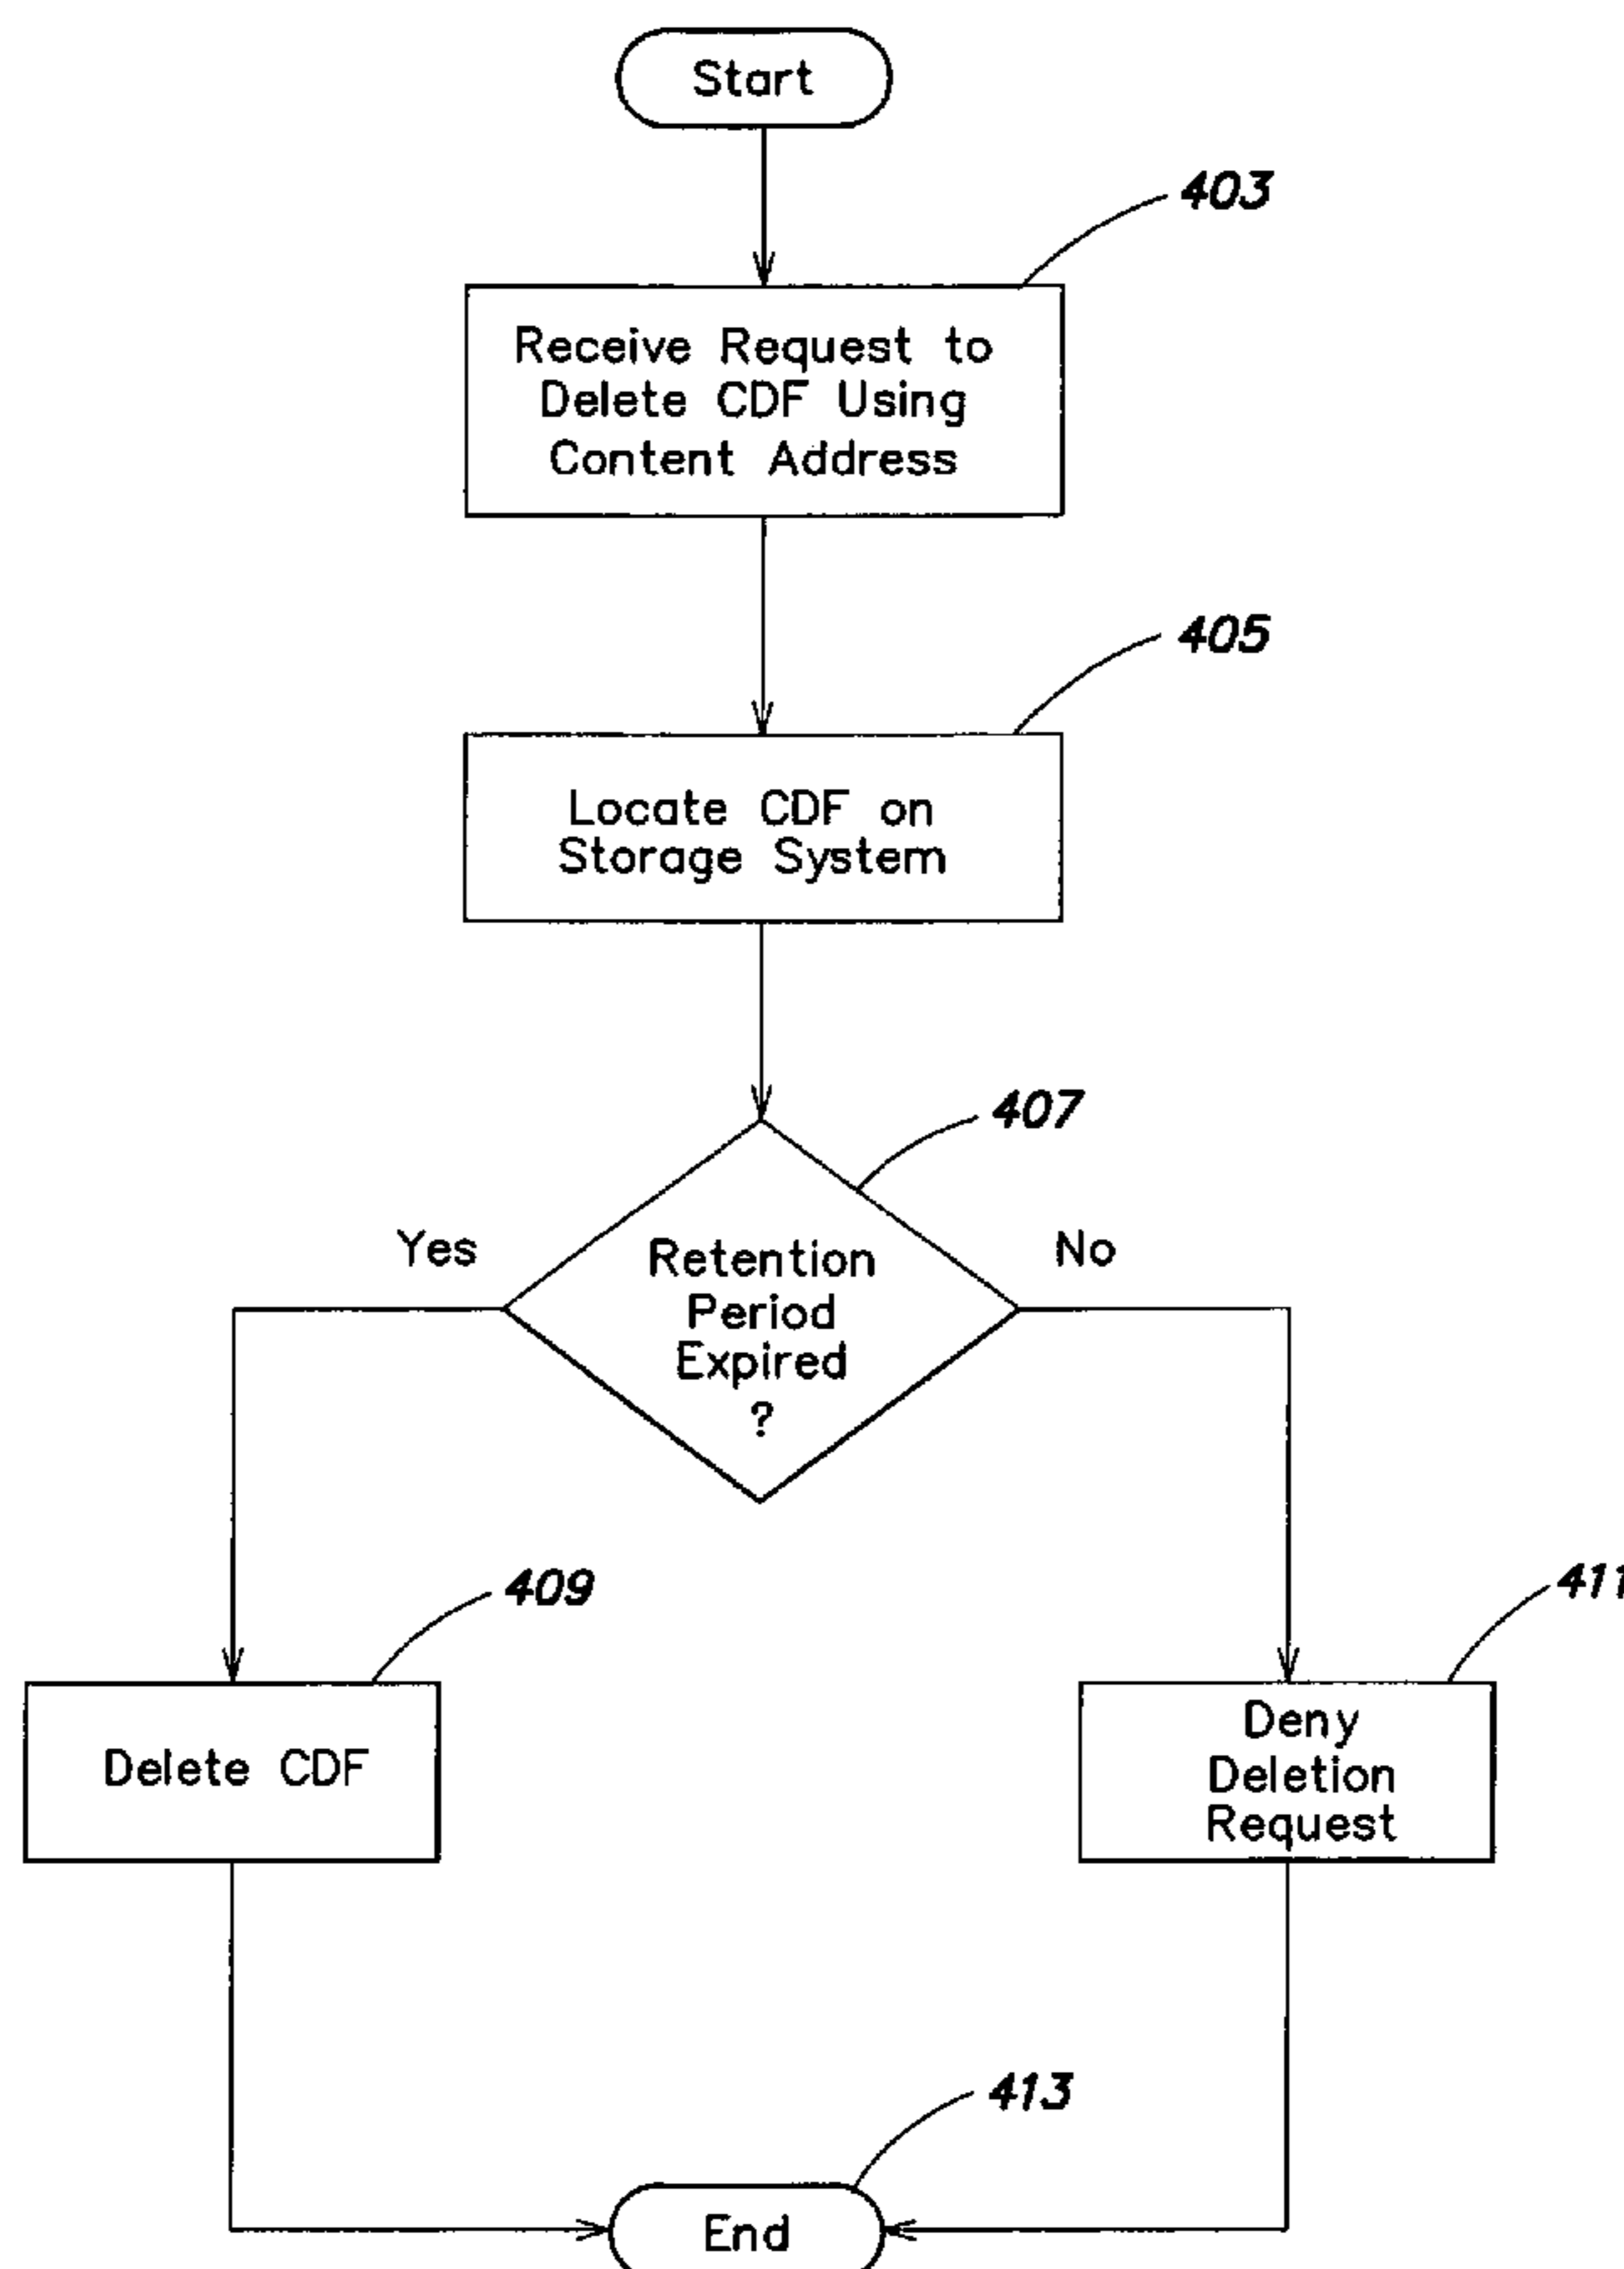 Start
403
Receive Request to
Delete CDF Using
Content Address
405
Locate CDF on
Storage System
407
Yes
No
Retention
Period
Expired
?
409
411
Delete CDF
Deny
Deletion
Request
413
End